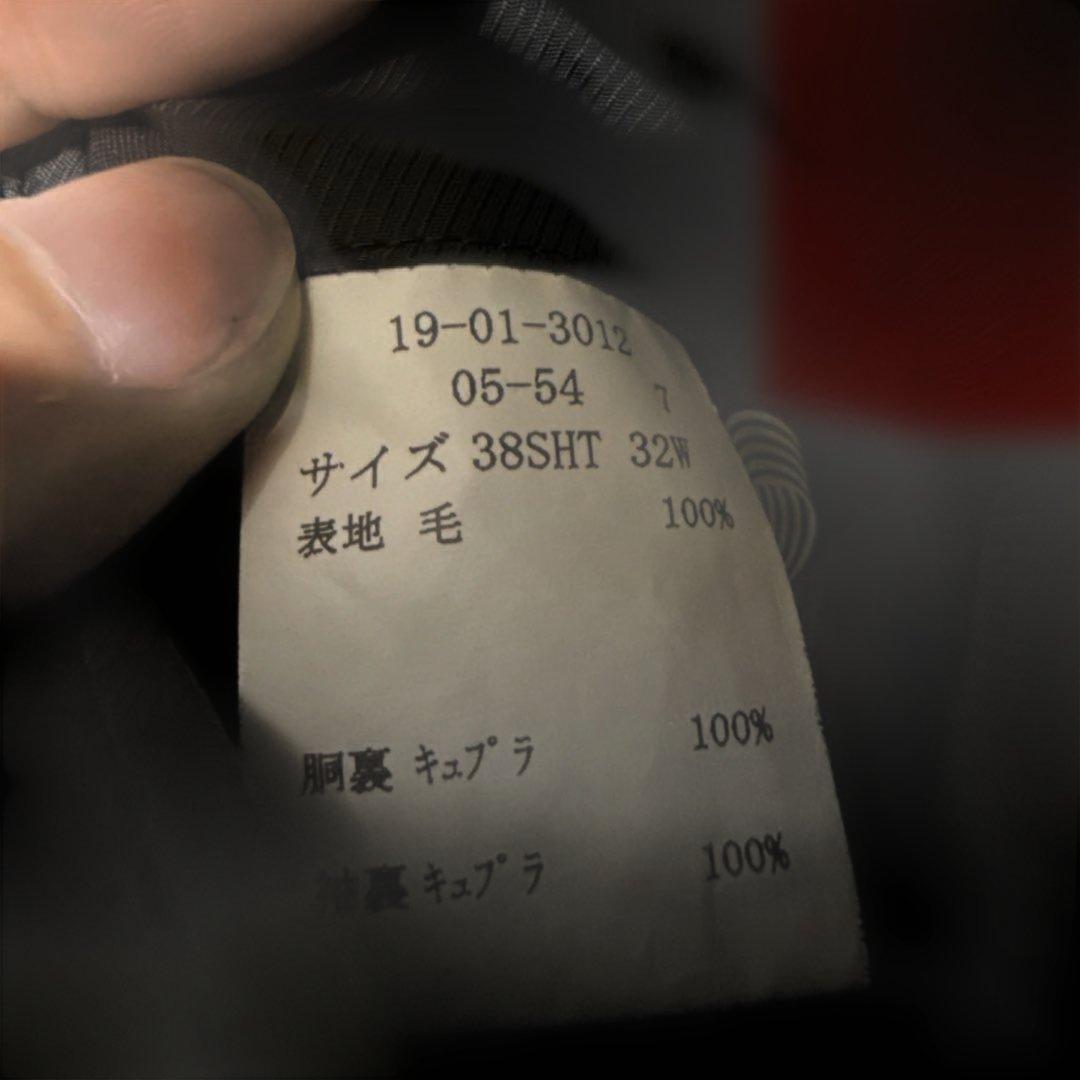 19-01-3012
05-54 7
サイズ 38SHT 32W
表地 毛 100%
胴裏 キュプラ 100%
袖裏 キュプラ 100%